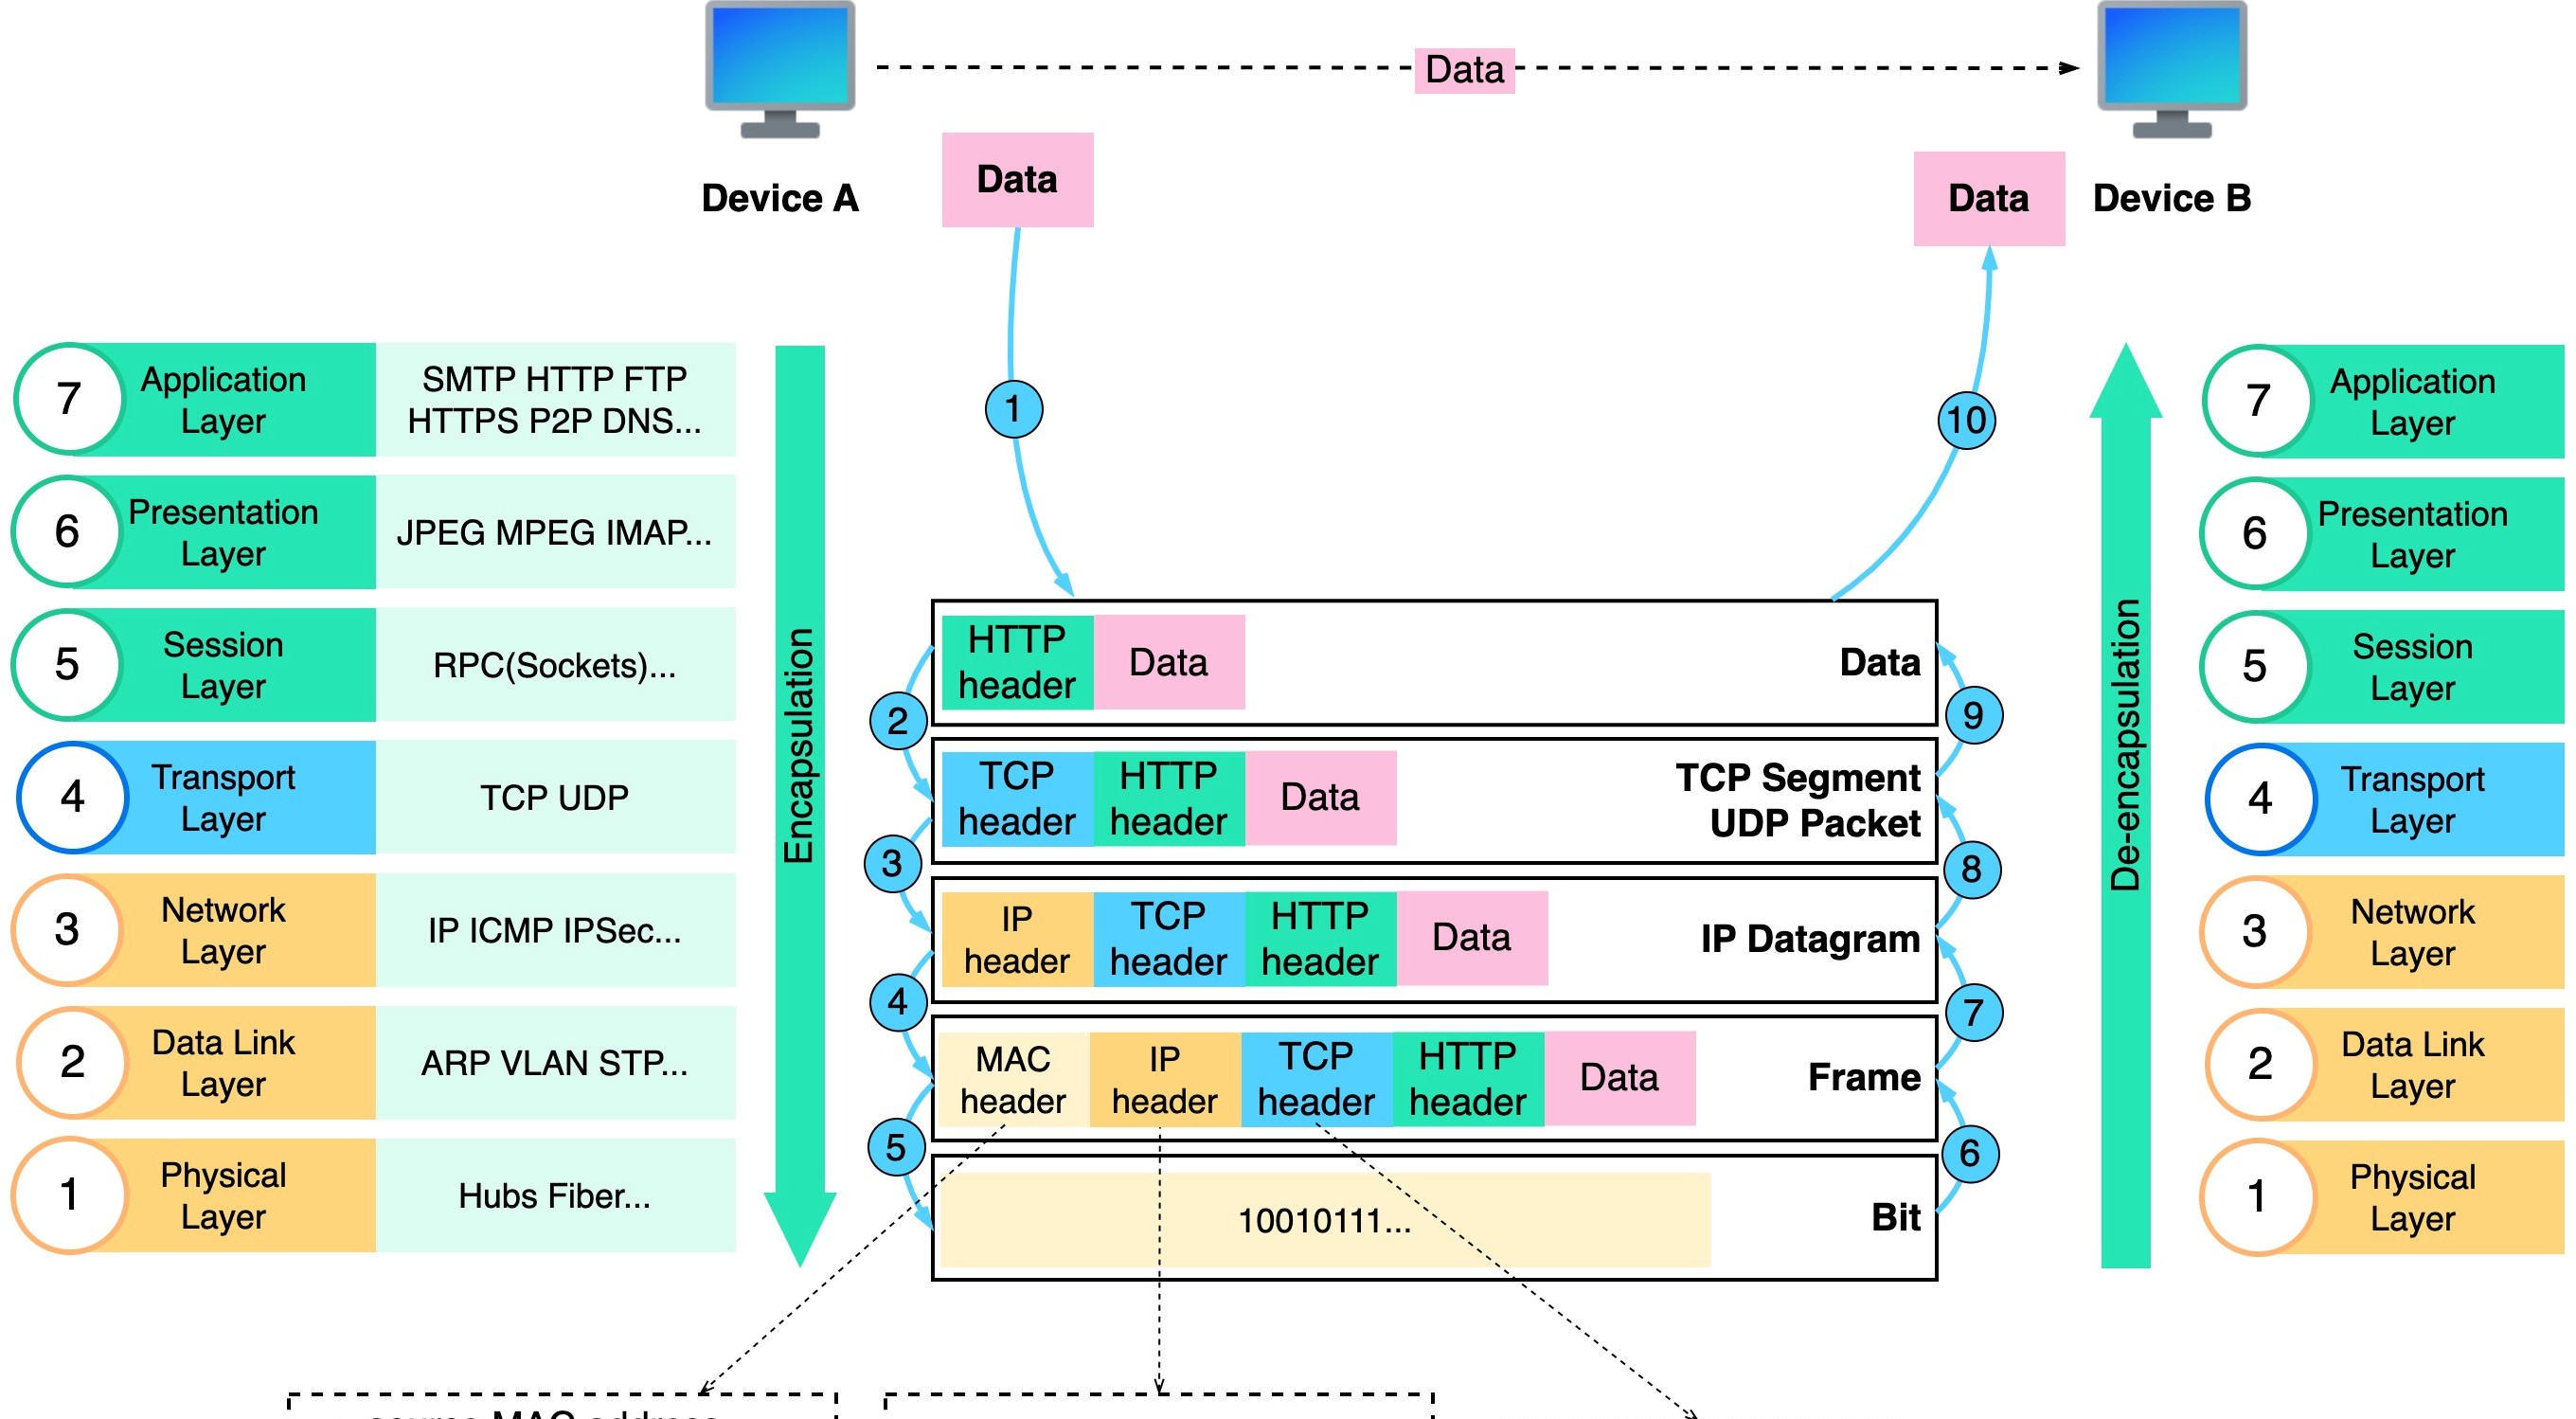 Data
Device A
Data
Data
Device B
7
Application
Layer
SMTP HTTP FTP
HTTPS P2P DNS...
6
Presentation
Layer
JPEG MPEG IMAP...
5
Session
Layer
RPC(Sockets)...
4
Transport
Layer
TCP UDP
3
Network
Layer
IP ICMP IPSec...
2
Data Link
Layer
ARP VLAN STP...
1
Physical
Layer
Hubs Fiber...
Encapsulation
1
10
HTTP
header
Data
Data
2
9
TCP
header
HTTP
header
Data
TCP Segment
UDP Packet
3
8
IP
header
TCP
header
HTTP
header
Data
IP Datagram
4
7
MAC
header
IP
header
TCP
header
HTTP
header
Data
Frame
5
6
10010111...
Bit
De-encapsulation
7
Application
Layer
6
Presentation
Layer
5
Session
Layer
4
Transport
Layer
3
Network
Layer
2
Data Link
Layer
1
Physical
Layer
source MAC address